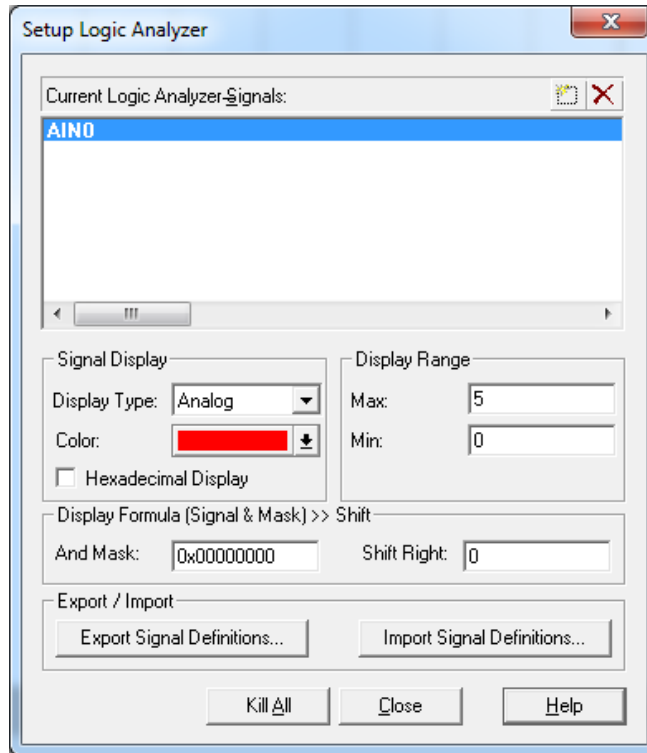 Setup Logic Analyzer
Current Logic Analyzer Signals:
AIN0
Signal Display
Display Range
Display Type: Analog
Max: 5
Color:
Min: 0
Hexadecimal Display
Display Formula (Signal & Mask) >> Shift
And Mask: 0x00000000
Shift Right: 0
Export / Import
Export Signal Definitions...
Import Signal Definitions...
Kill All
Close
Help